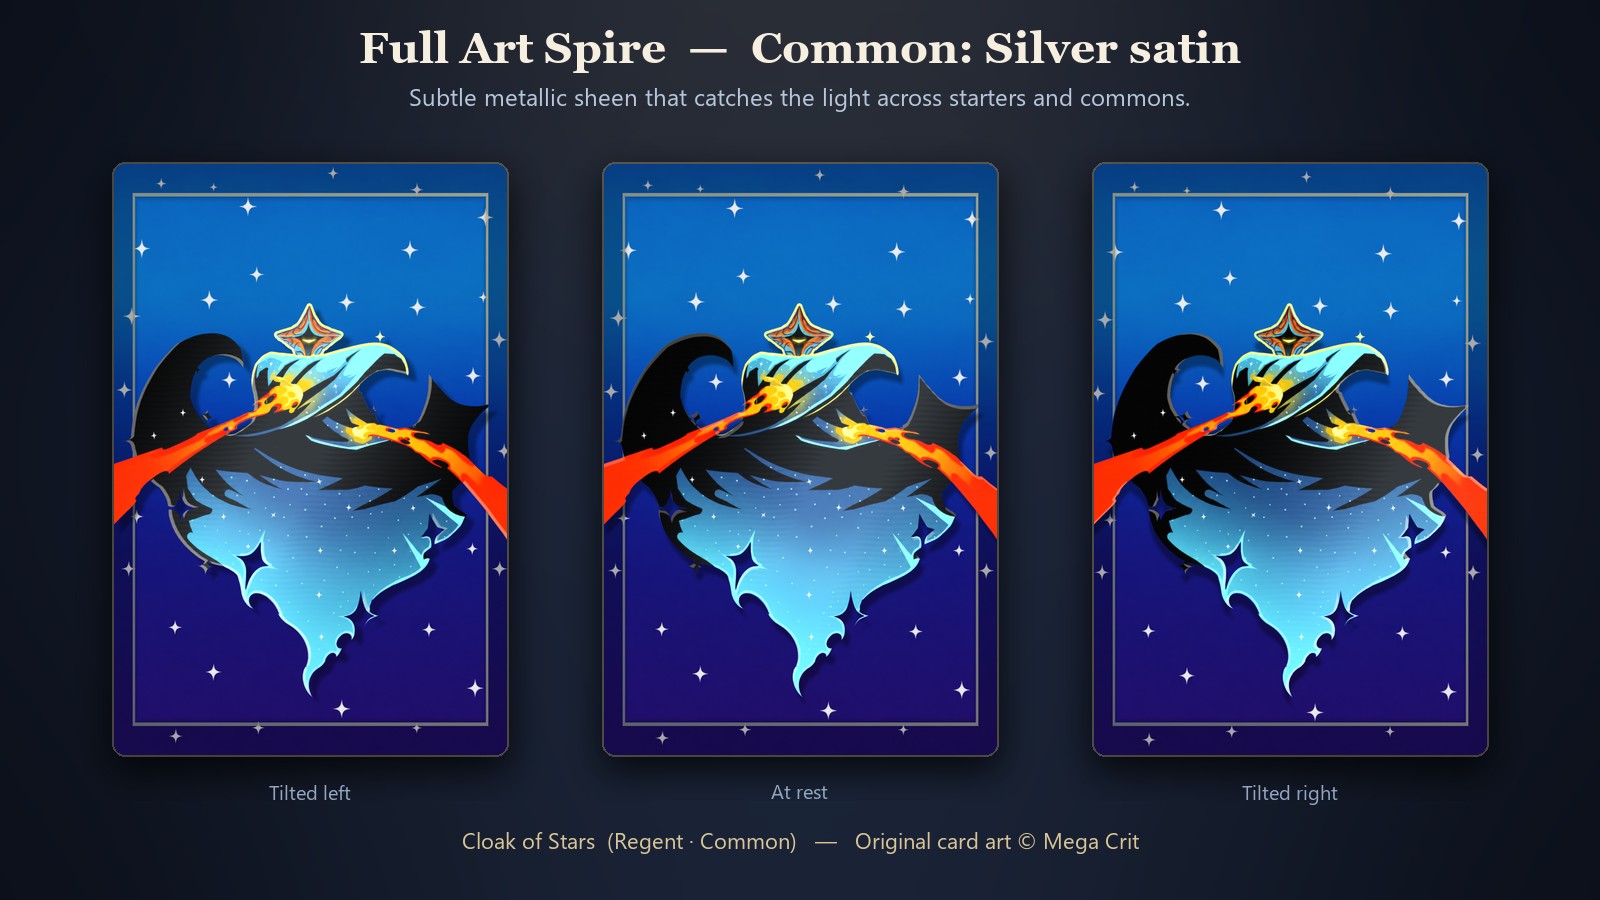 Full Art Spire — Common: Silver satin
Subtle metallic sheen that catches the light across starters and commons.
Tilted left
At rest
Tilted right
Cloak of Stars (Regent · Common) — Original card art © Mega Crit